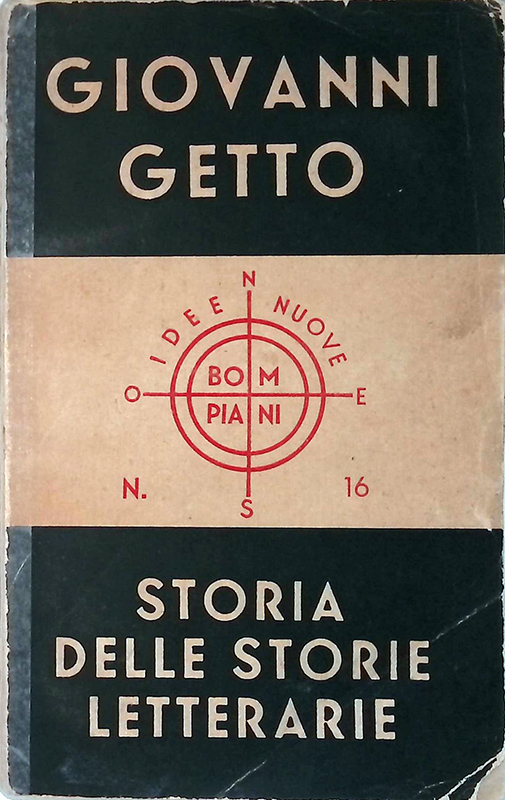 GIOVANNI
GETTO
N
IDEE NUOVE
BOM
PIANI
O
E
N. 16
S
STORIA
DELLE STORIE
LETTERARIE